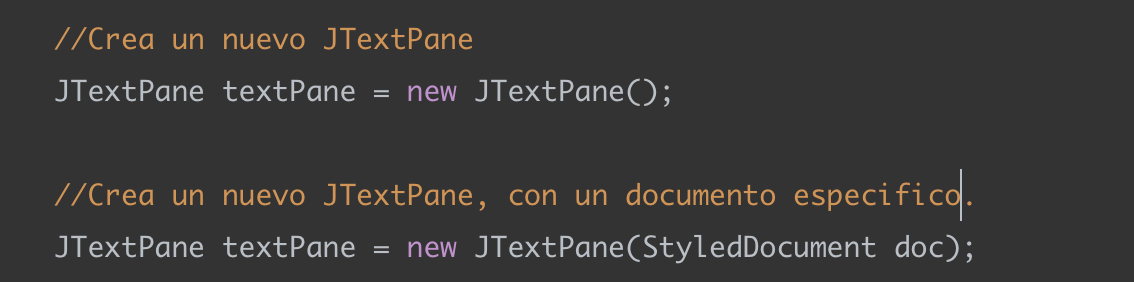 //Crea un nuevo JTextPane
JTextPane textPane = new JTextPane();
//Crea un nuevo JTextPane, con un documento especifico.
JTextPane textPane = new JTextPane(StyledDocument doc);